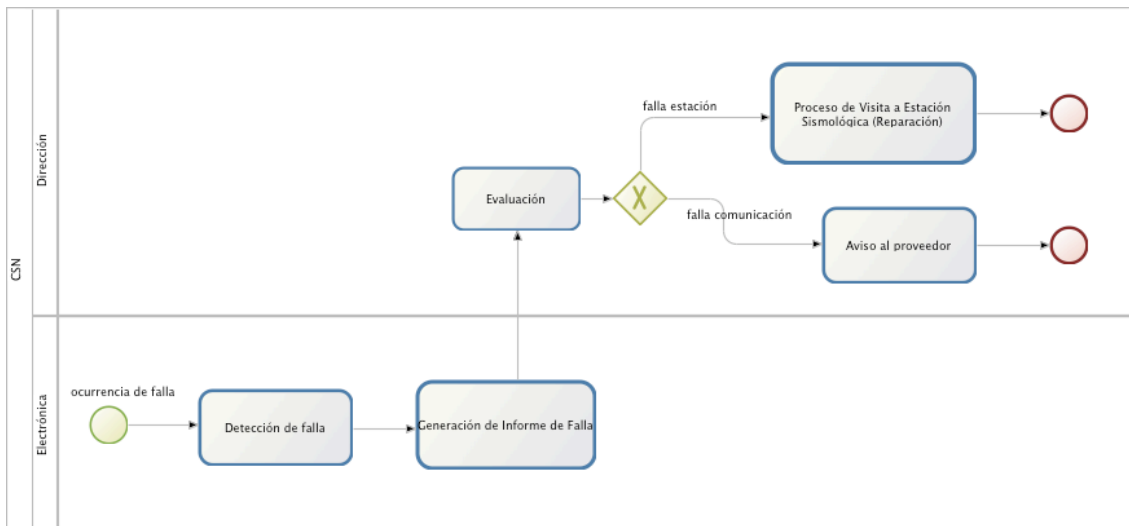 CSN
Dirección
falla estación
Proceso de Visita a Estación
Sismológica (Reparación)
Evaluación
falla comunicación
Aviso al proveedor
Electrónica
ocurrencia de falla
Detección de falla
Generación de Informe de Falla